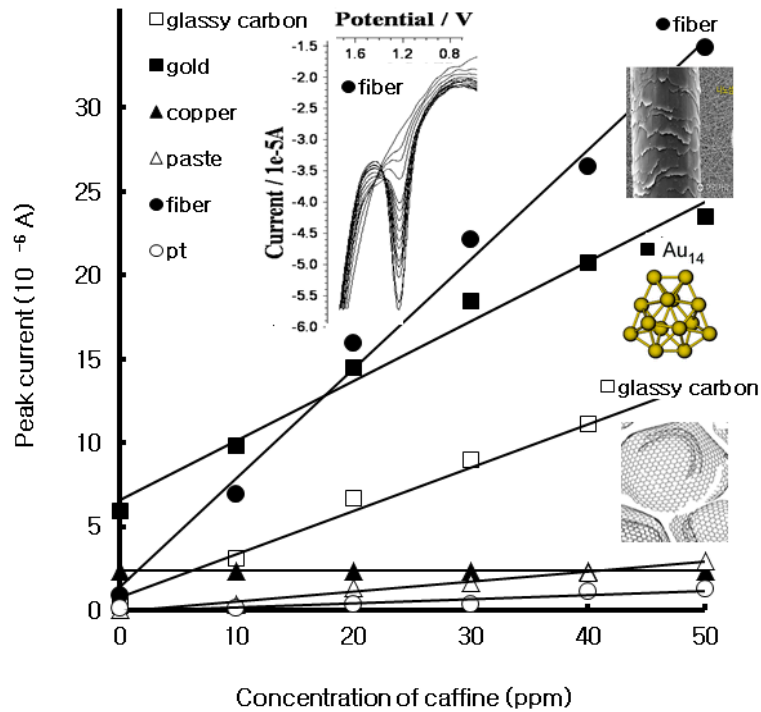 Potential / V
1.6 1.2 0.8
-1.5
-2.0
-2.5
-3.0
-3.5
-4.0
-4.5
-5.0
-5.5
-6.0
Current / 1e-5A
fiber
glassy carbon
gold
copper
paste
fiber
pt
fiber
Au14
glassy carbon
Peak current (10 -6 A)
30
25
20
15
10
5
0
0 10 20 30 40 50
Concentration of caffine (ppm)